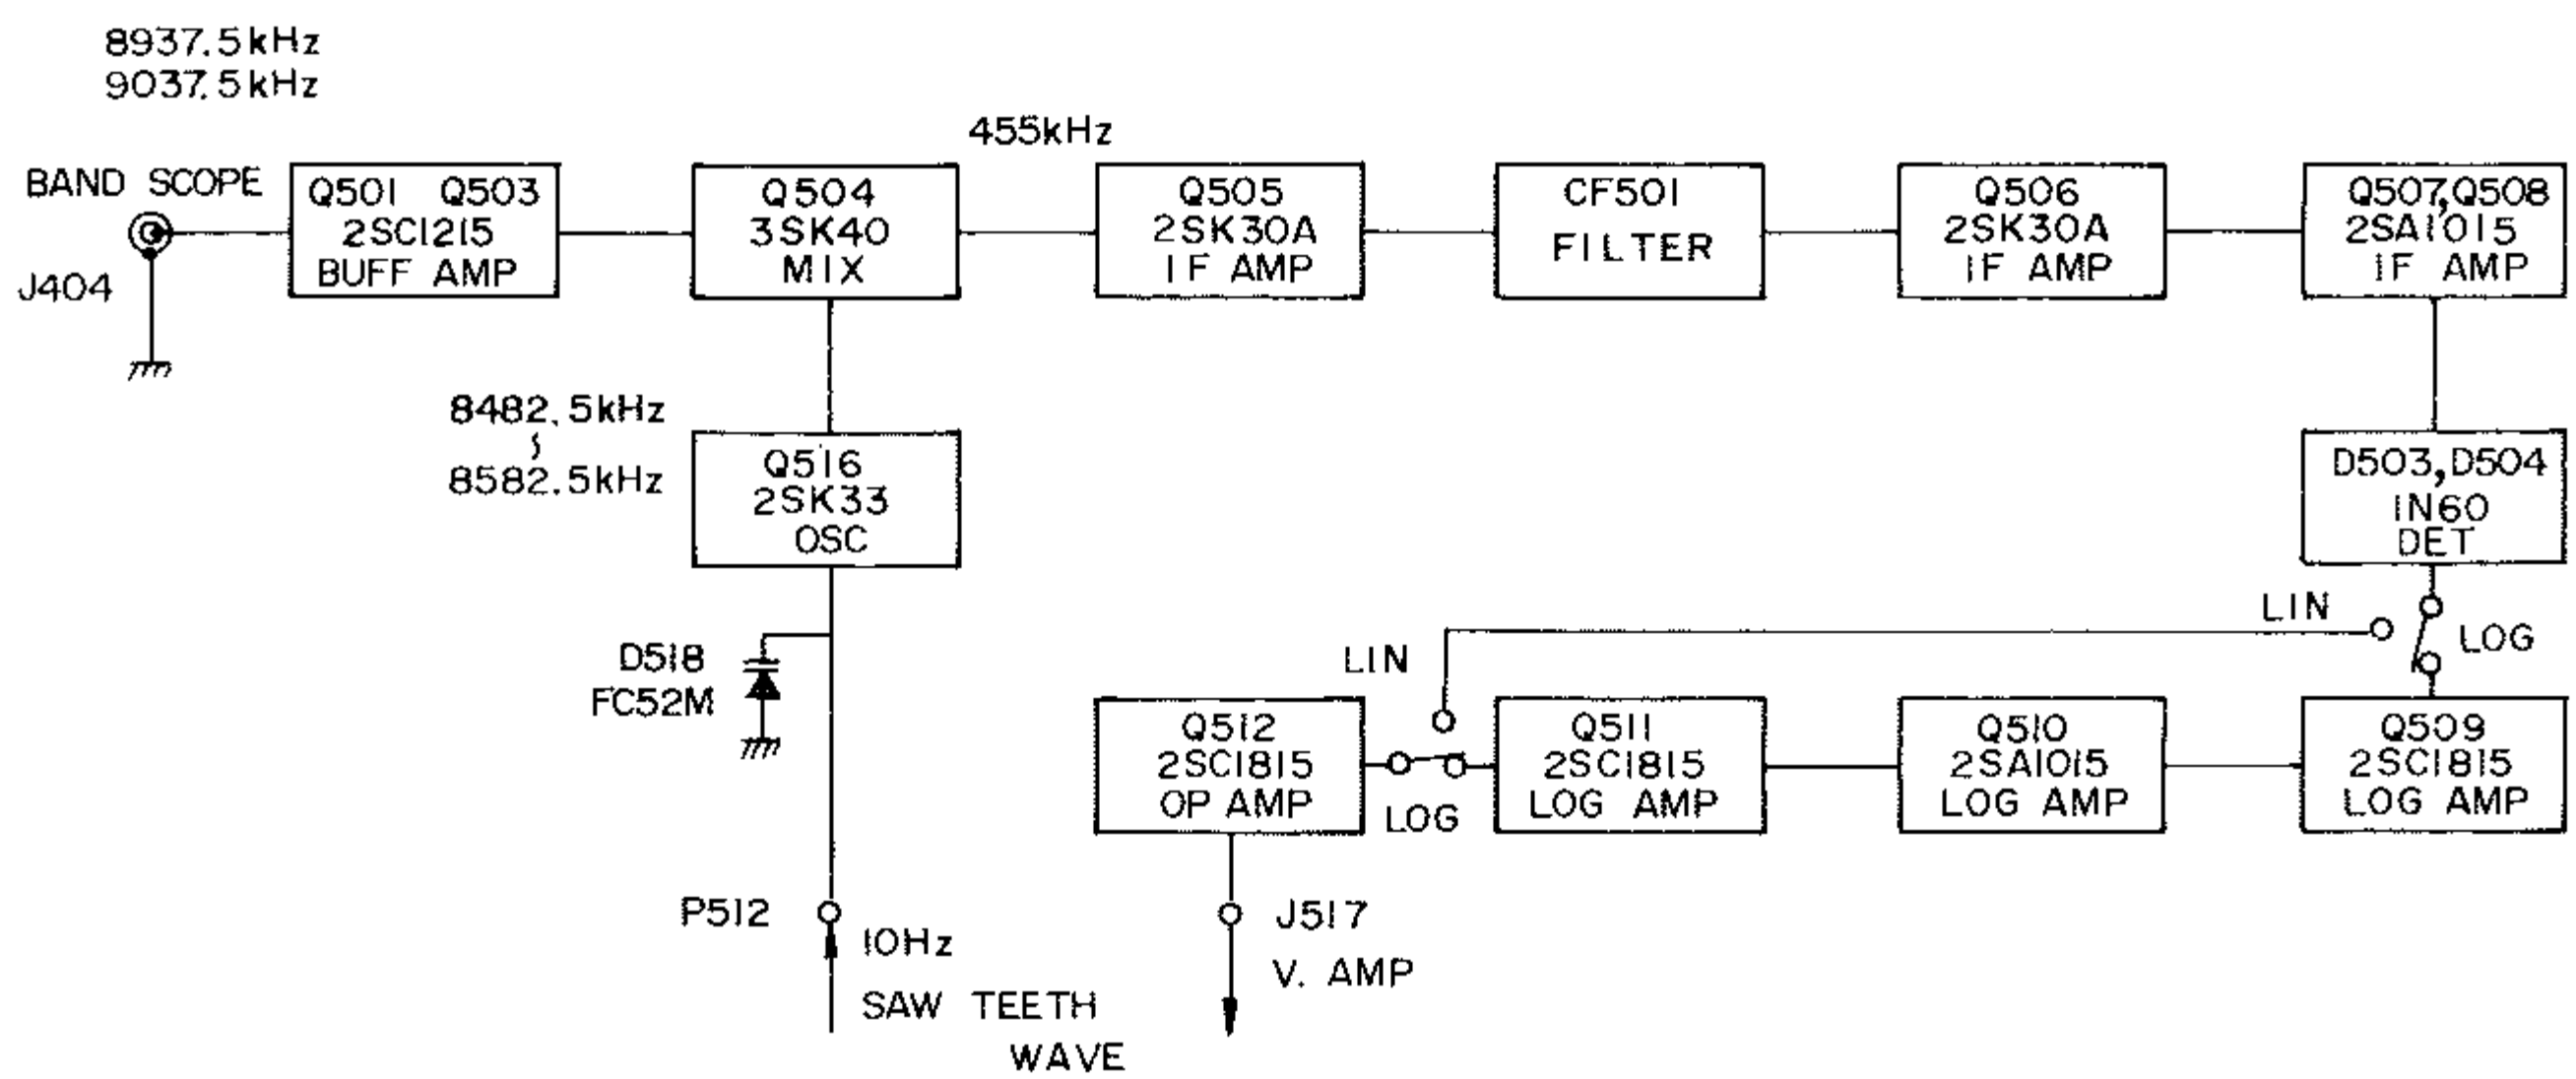 8937.5kHz
9037.5kHz
455kHz
BAND SCOPE
J404
Q501 Q503
2SC1215
BUFF AMP
Q504
3SK40
MIX
Q505
2SK30A
IF AMP
CF501
FILTER
Q506
2SK30A
IF AMP
Q507,Q508
2SA1015
IF AMP
8482.5kHz
~
8582.5kHz
Q516
2SK33
OSC
D503,D504
IN60
DET
LIN
LOG
D518
FC52M
LIN
Q512
2SC1815
OP AMP
LOG
Q511
2SC1815
LOG AMP
Q510
2SA1015
LOG AMP
Q509
2SC1815
LOG AMP
P512
10Hz
SAW TEETH
WAVE
J517
V. AMP